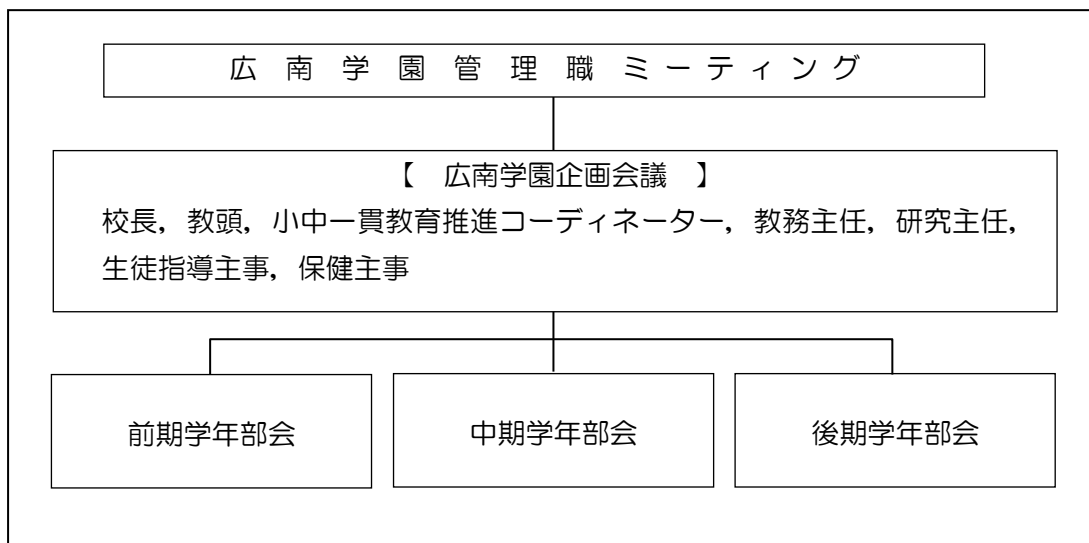 広南学園管理職ミーティング
【　広南学園企画会議　】
校長，教頭，小中一貫教育推進コーディネーター，教務主任，研究主任，
生徒指導主事，保健主事
前期学年部会
中期学年部会
後期学年部会